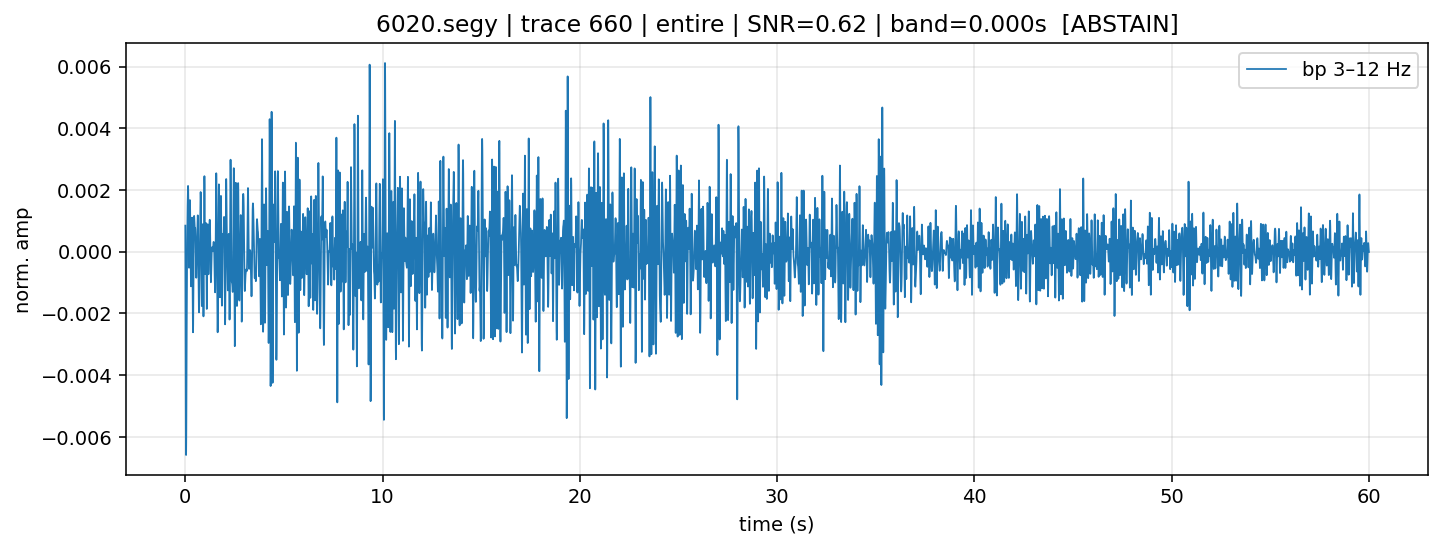 6020.segy | trace 660 | entire | SNR=0.62 | band=0.000s  [ABSTAIN]
bp 3–12 Hz
norm. amp
0.006
0.004
0.002
0.000
−0.002
−0.004
−0.006
0 10 20 30 40 50 60
time (s)